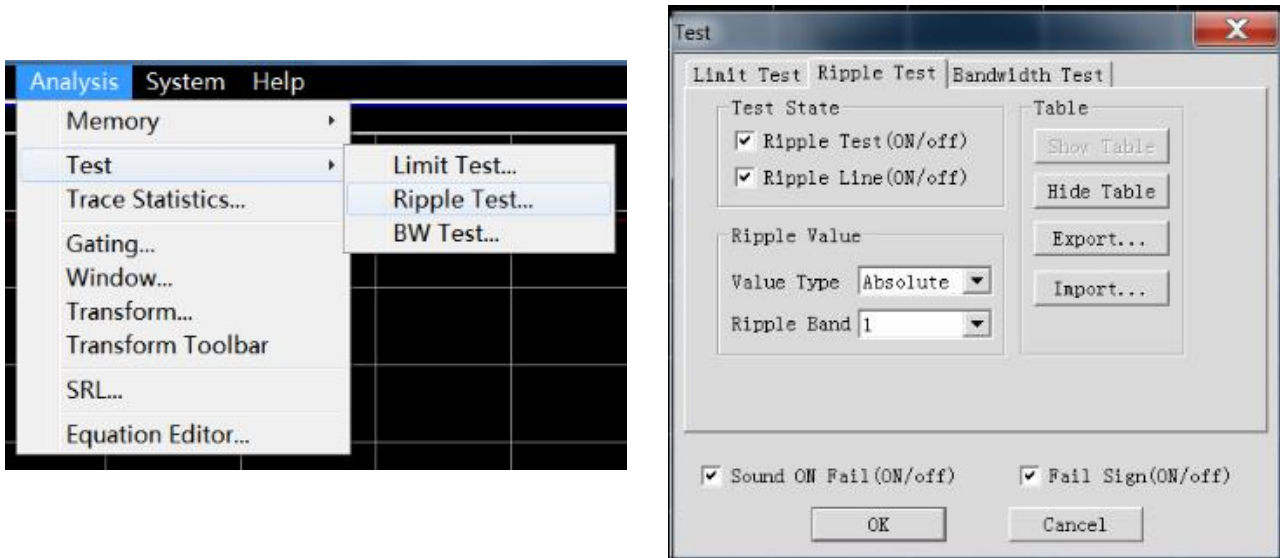 Analysis System Help
Memory
Test
Trace Statistics...
Gating...
Window...
Transform...
Transform Toolbar
SRL...
Equation Editor...
Limit Test...
Ripple Test...
BW Test...
Test
Limit Test Ripple Test Bandwidth Test
Test State
Ripple Test(ON/off)
Ripple Line(ON/off)
Ripple Value
Value Type Absolute
Ripple Band 1
Table
Show Table
Hide Table
Export...
Import...
Sound ON Fail(ON/off) Fail Sign(ON/off)
OK Cancel